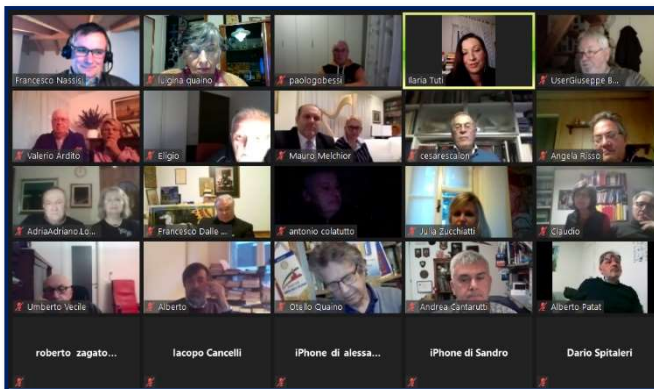 Francesco Nassisi
luigina quaino
paologobessi
Ilaria Tuti
UserGiuseppe B...
Valerio Ardito
Eligio
Mauro Melchior
cesarescalon
Angela Risso
AdriaAdriano.Lo...
Francesco Dalle ...
antonio colatutto
Julia Zucchiatti
Claudio
Umberto Vecile
Alberto
Otello Quaino
Andrea Cantarutti
Alberto Patat
roberto zagato...
Iacopo Cancelli
iPhone di alessa...
iPhone di Sandro
Dario Spitaleri